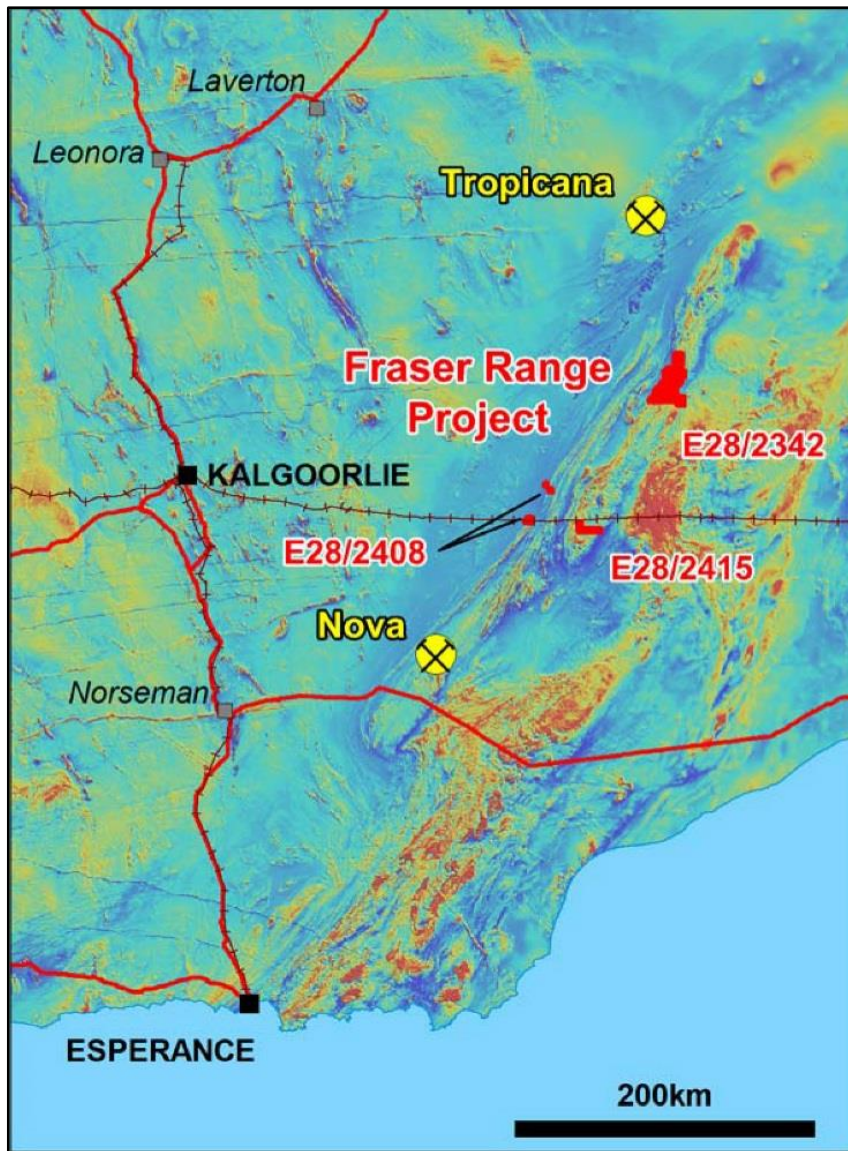 Laverton
Leonora
Tropicana
Fraser Range
Project
E28/2342
KALGOORLIE
E28/2408
E28/2415
Nova
Norseman
ESPERANCE
200km